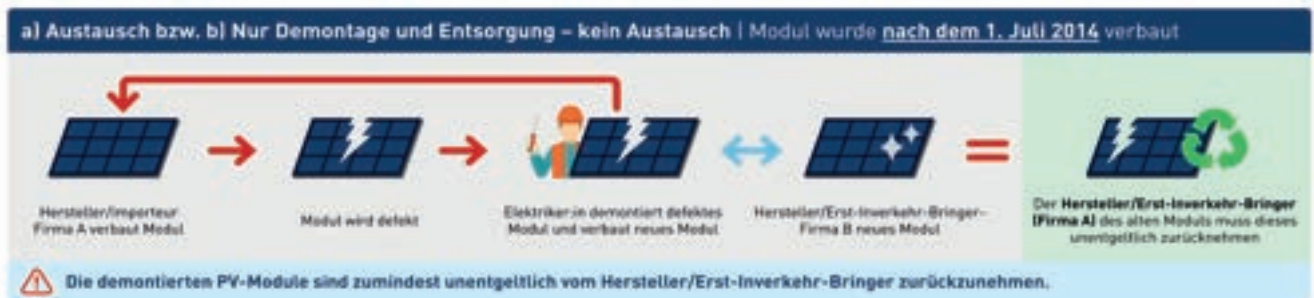 a) Austausch bzw. b) Nur Demontage und Entsorgung – kein Austausch | Modul wurde nach dem 1. Juli 2014 verbaut
Hersteller/Importeur
Firma A verbaut Modul
Modul wird defekt
Elektriker:in demontiert defektes
Modul und verbaut neues Modul
Hersteller/Erst-Inverkehr-Bringer-
Firma B neues Modul
Der Hersteller/Erst-Inverkehr-Bringer
(Firma A) des alten Moduls muss dieses
unentgeltlich zurücknehmen
Die demontierten PV-Module sind zumindest unentgeltlich vom Hersteller/Erst-Inverkehr-Bringer zurückzunehmen.